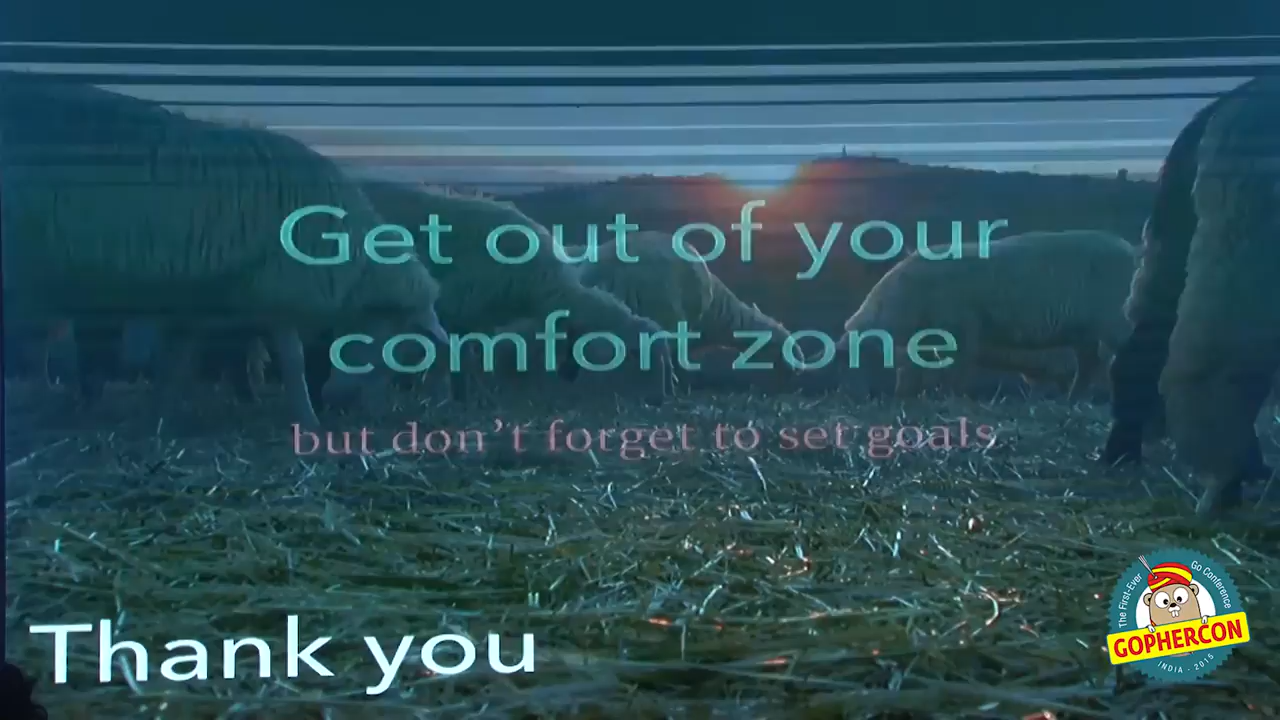 Get out of your
comfort zone
but don't forget to set goals
Thank you
The First-Ever Go Conference
GOPHERCON
INDIA - 2015